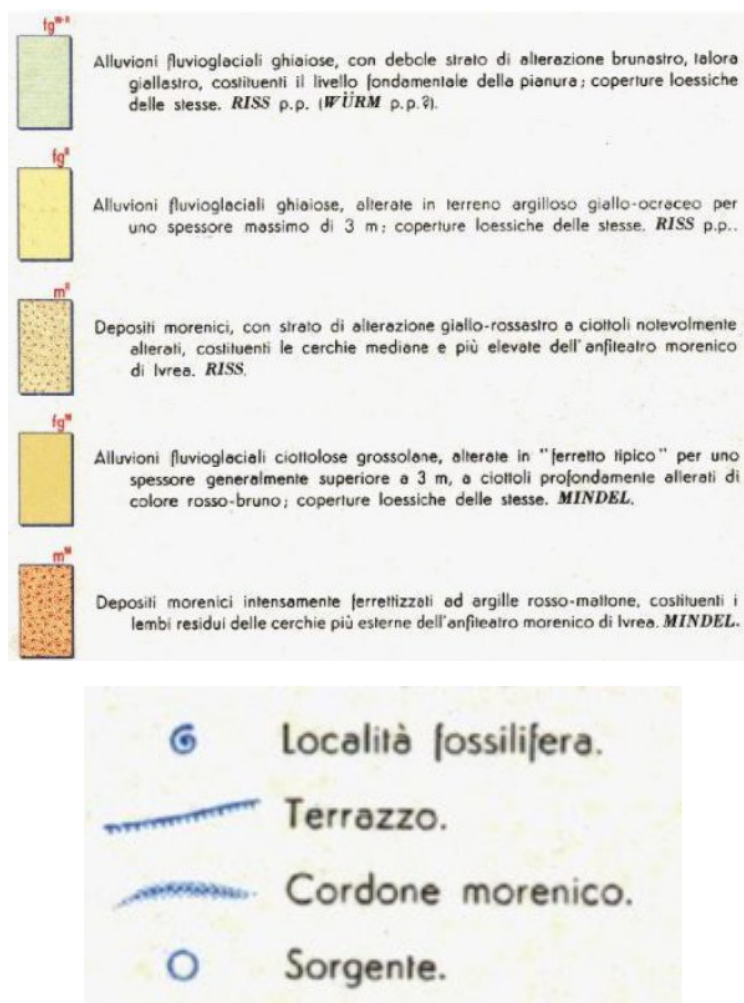 fgᵂ⁻ᴿ
Alluvioni fluvioglaciali ghiaiose, con debole strato di alterazione brunastro, talora
giallastro, costituenti il livello fondamentale della pianura; coperture loessiche
delle stesse. RISS p.p. (WÜRM p.p.?).
fgᴿ
Alluvioni fluvioglaciali ghiaiose, alterate in terreno argilloso giallo-ocraceo per
uno spessore massimo di 3 m; coperture loessiche delle stesse. RISS p.p..
mᴿ
Depositi morenici, con strato di alterazione giallo-rossastro a ciottoli notevolmente
alterati, costituenti le cerchie mediane e più elevate dell'anfiteatro morenico
di Ivrea. RISS.
fgᴹ
Alluvioni fluvioglaciali ciottolose grossolane, alterate in "ferretto tipico" per uno
spessore generalmente superiore a 3 m, a ciottoli profondamente alterati di
colore rosso-bruno; coperture loessiche delle stesse. MINDEL.
mᴹ
Depositi morenici intensamente ferrettizzati ad argille rosso-mattone, costituenti i
lembi residui delle cerchie più esterne dell'anfiteatro morenico di Ivrea. MINDEL.
Località fossilifera.
Terrazzo.
Cordone morenico.
Sorgente.